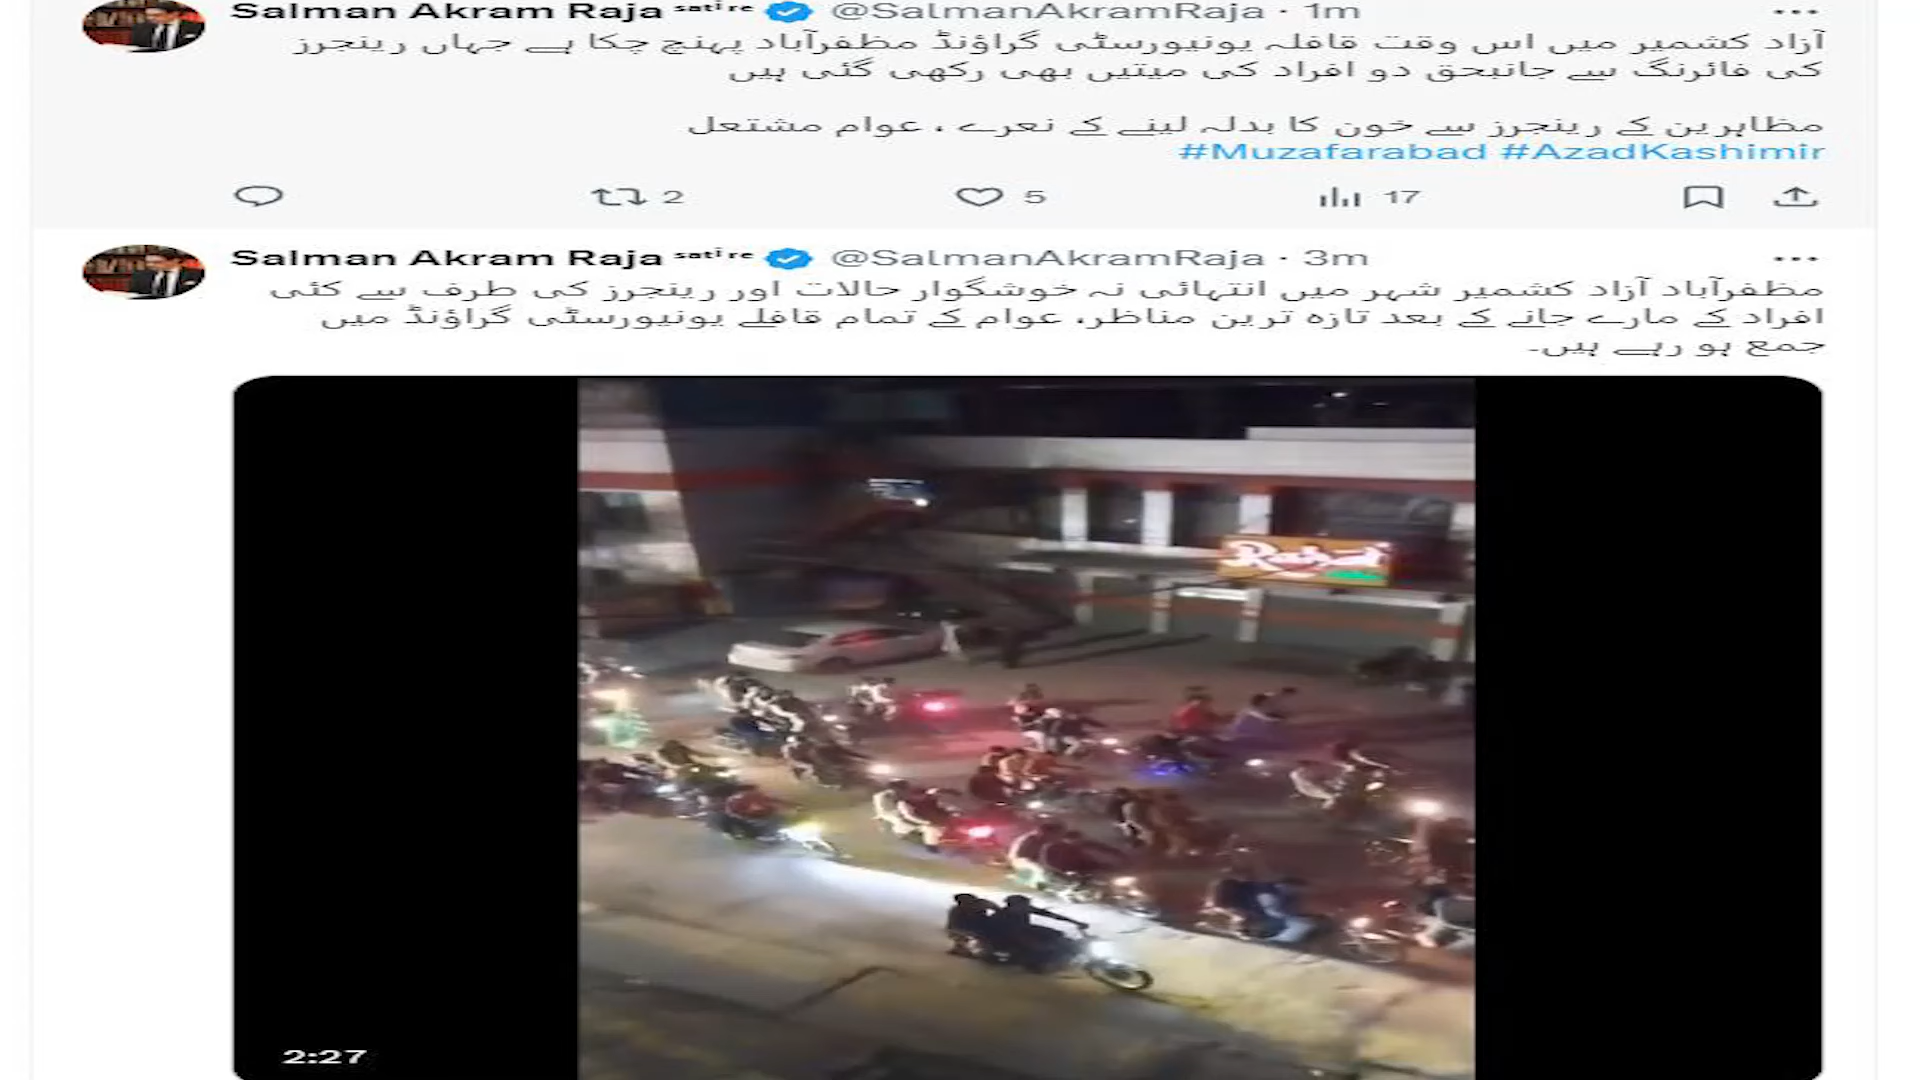 Salman Akram Raja ˢᵃᵗⁱʳᵉ @SalmanAkramRaja · 1m
آزاد کشمیر میں اس وقت قافلہ یونیورسٹی گراؤنڈ مظفرآباد پہنچ چکا ہے جہاں رینجرز
کی فائرنگ سے جانبحق دو افراد کی میتیں بھی رکھی گئی ہیں
مظاہرین کے رینجرز سے خون کا بدلہ لینے کے نعرے ، عوام مشتعل
#Muzafarabad #AzadKashimir
2 5 17
Salman Akram Raja ˢᵃᵗⁱʳᵉ @SalmanAkramRaja · 3m
مظفرآباد آزاد کشمیر شہر میں انتہائی نہ خوشگوار حالات اور رینجرز کی طرف سے کئی
افراد کے مارے جانے کے بعد تازہ ترین مناظر، عوام کے تمام قافلے یونیورسٹی گراؤنڈ میں
جمع ہو رہے ہیں۔
2:27